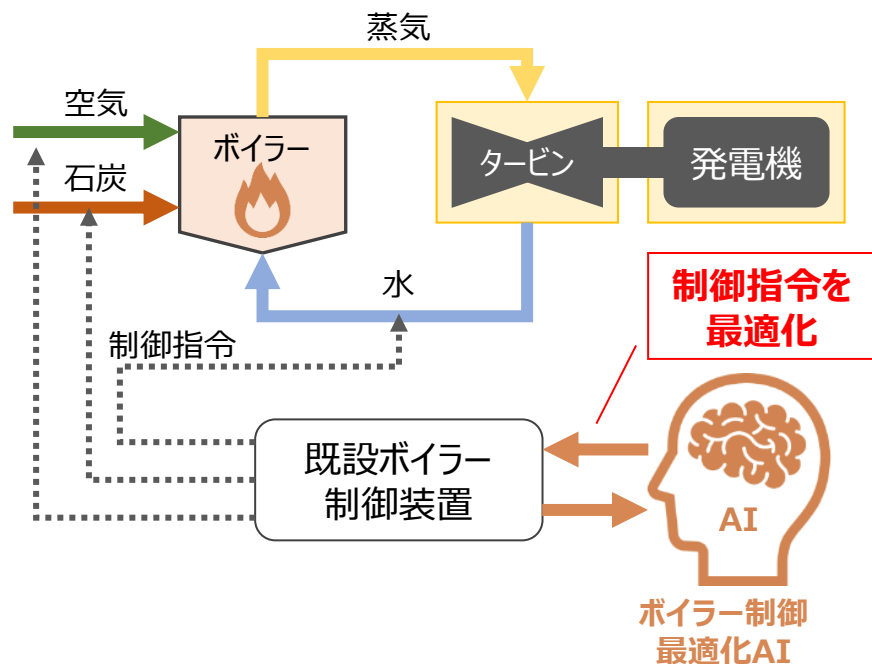 蒸気
空気
ボイラー
石炭
タービン
発電機
水
制御指令を
最適化
制御指令
既設ボイラー
制御装置
AI
ボイラー制御
最適化AI